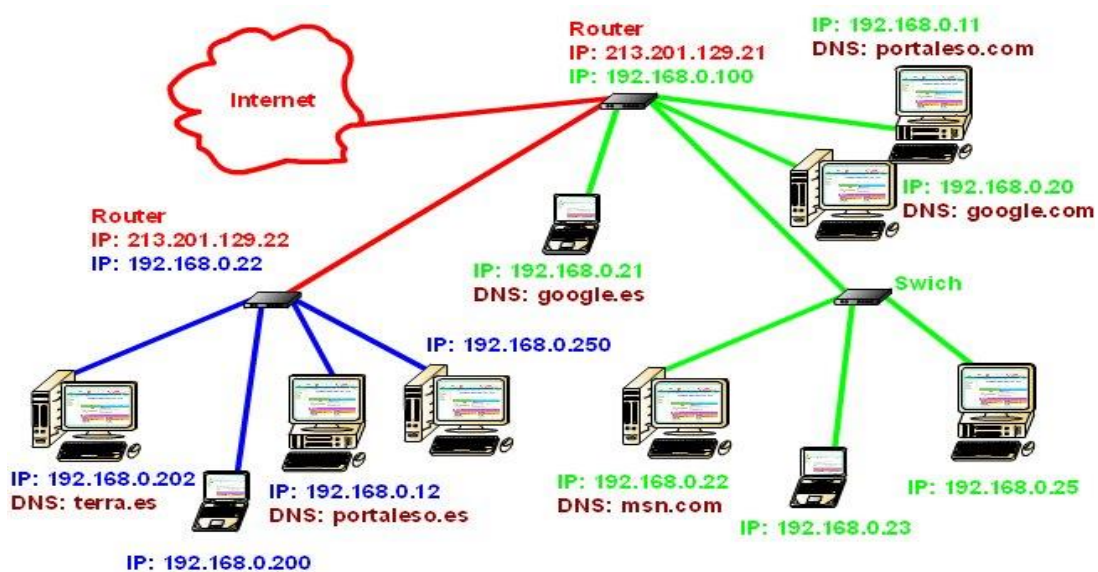 Internet
Router
IP: 213.201.129.21
IP: 192.168.0.100
IP: 192.168.0.11
DNS: portaleso.com
IP: 192.168.0.20
DNS: google.com
Router
IP: 213.201.129.22
IP: 192.168.0.22
IP: 192.168.0.21
DNS: google.es
Swich
IP: 192.168.0.250
IP: 192.168.0.202
DNS: terra.es
IP: 192.168.0.12
DNS: portaleso.es
IP: 192.168.0.200
IP: 192.168.0.22
DNS: msn.com
IP: 192.168.0.23
IP: 192.168.0.25